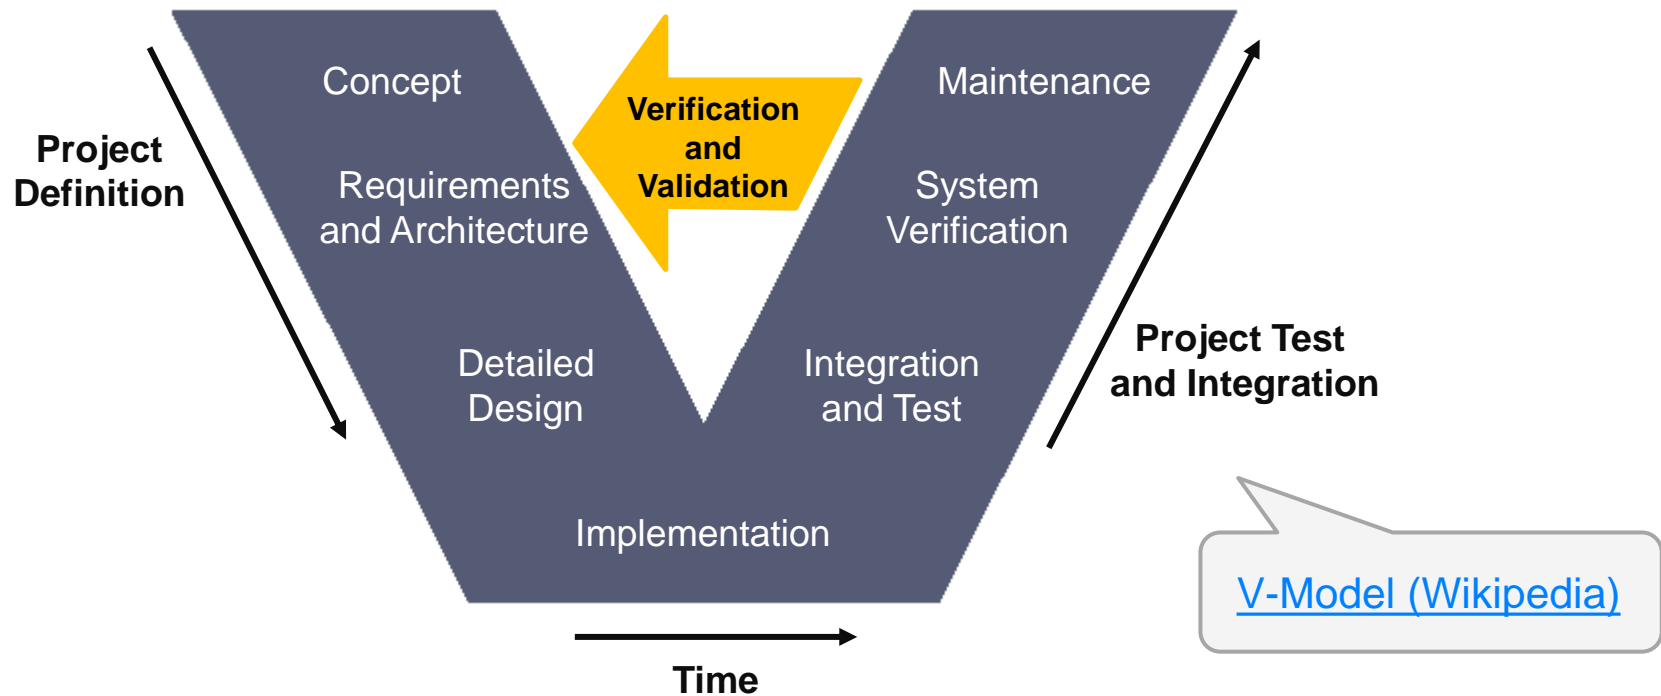 Concept
Requirements
and Architecture
Detailed
Design
Implementation
Integration
and Test
System
Verification
Maintenance
Verification
and
Validation
Project
Definition
Project Test
and Integration
Time
V-Model (Wikipedia)